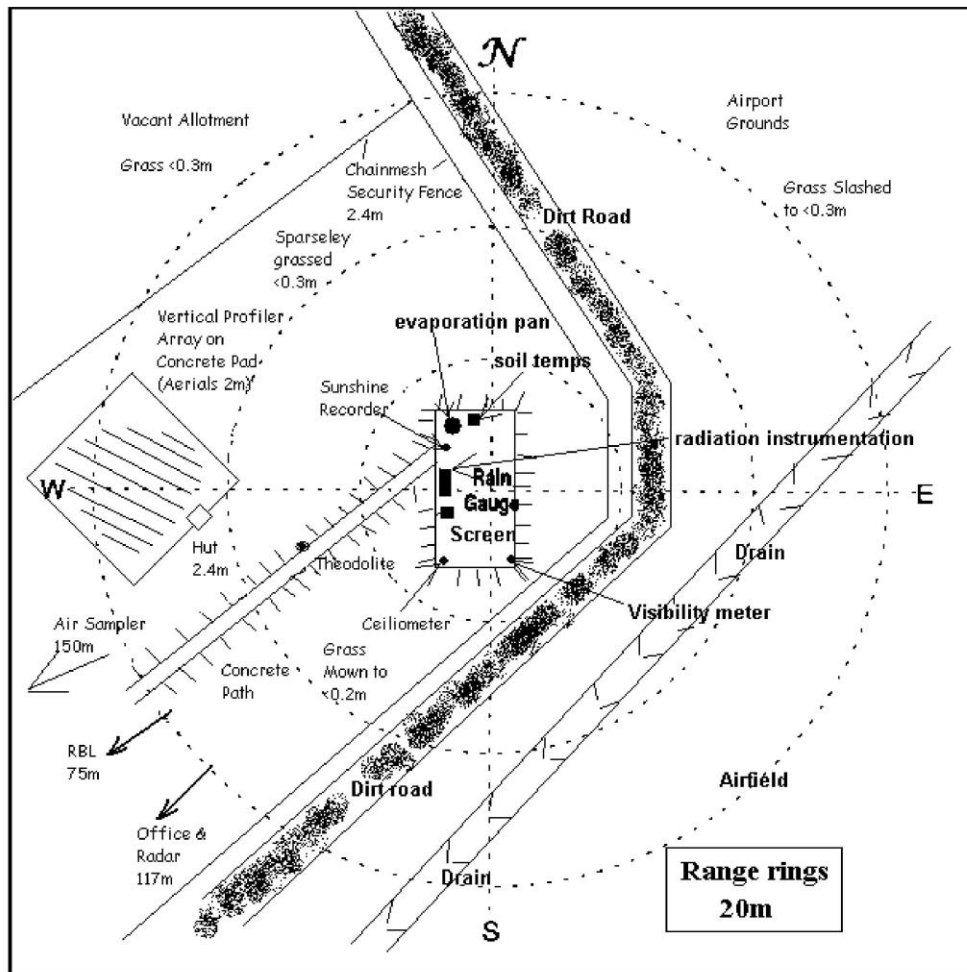 N
Vacant Allotment
Grass <0.3m
Airport
Grounds
Chainmesh
Security Fence
2.4m
Grass Slashed
to <0.3m
Dirt Road
Sparseley
grassed
<0.3m
Vertical Profiler
Array on
Concrete Pad
(Aerials 2m)
evaporation pan
soil temps
Sunshine
Recorder
radiation instrumentation
Rain
Gauge
W
E
Screen
Hut
2.4m
Theodolite
Drain
Visibility meter
Air Sampler
150m
Ceiliometer
Concrete
Path
Grass
Mown to
<0.2m
RBL
75m
Dirt road
Airfield
Office &
Radar
117m
Drain
S
Range rings
20m